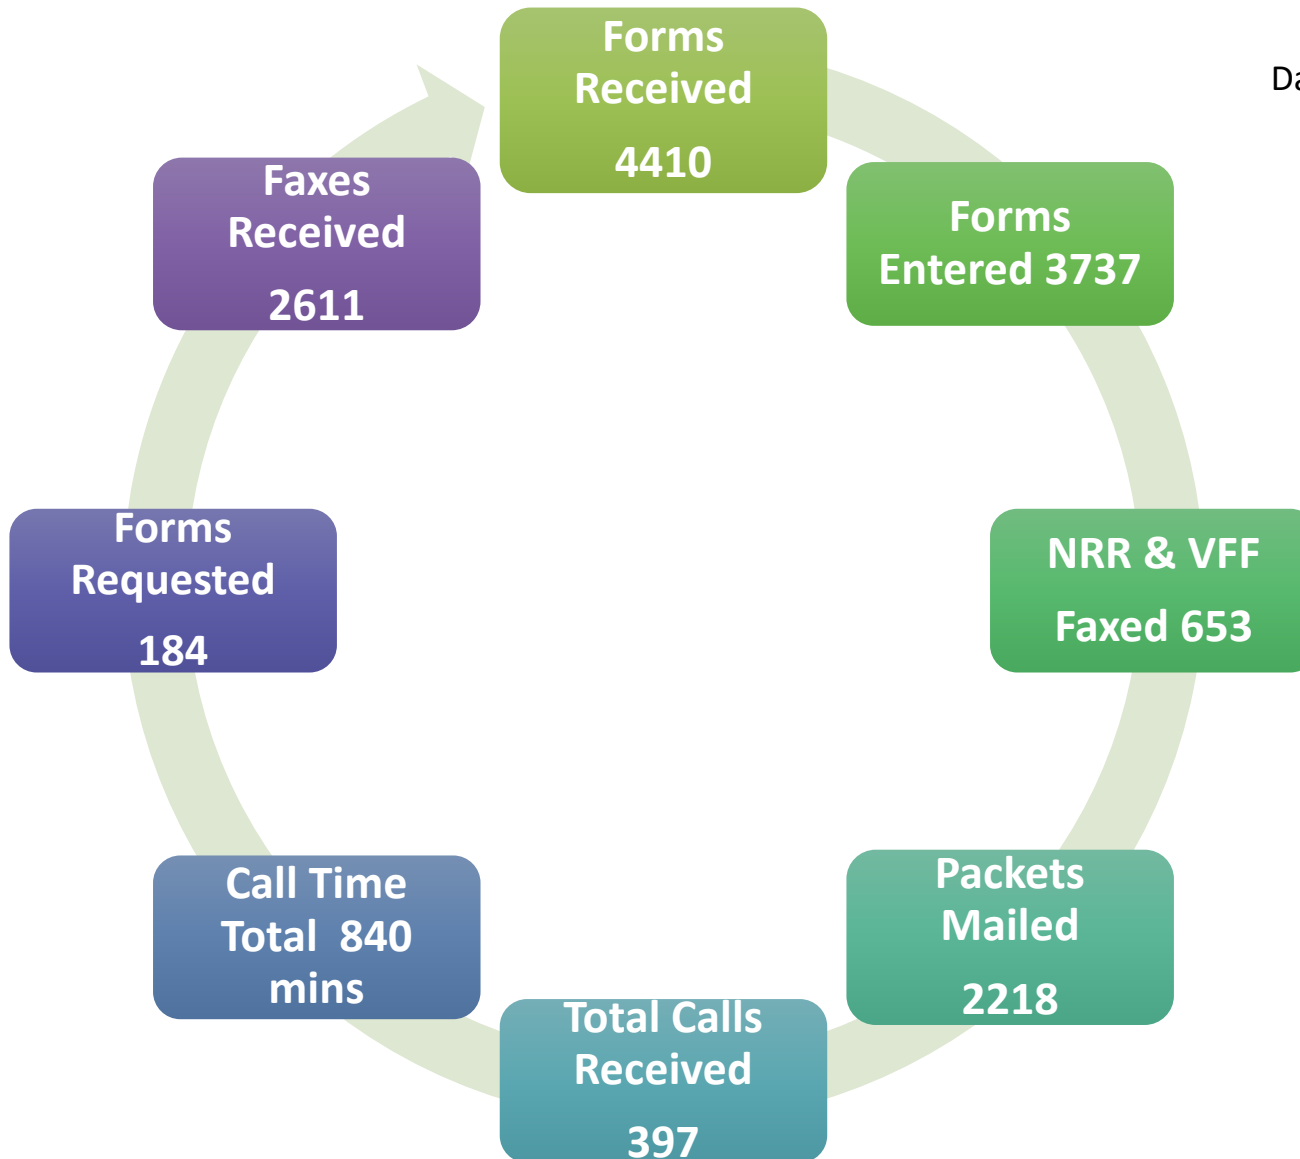 Forms
Received
4410
Da
Forms
Entered 3737
NRR & VFF
Faxed 653
Packets
Mailed
2218
Total Calls
Received
397
Call Time
Total  840
mins
Forms
Requested
184
Faxes
Received
2611